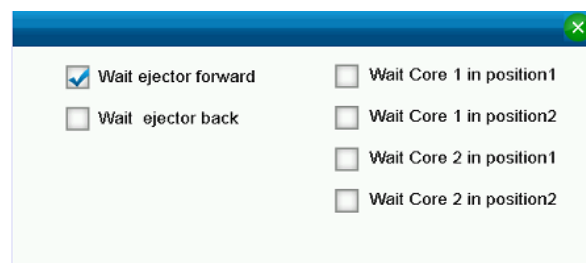 Wait ejector forward
Wait ejector back
Wait Core 1 in position1
Wait Core 1 in position2
Wait Core 2 in position1
Wait Core 2 in position2